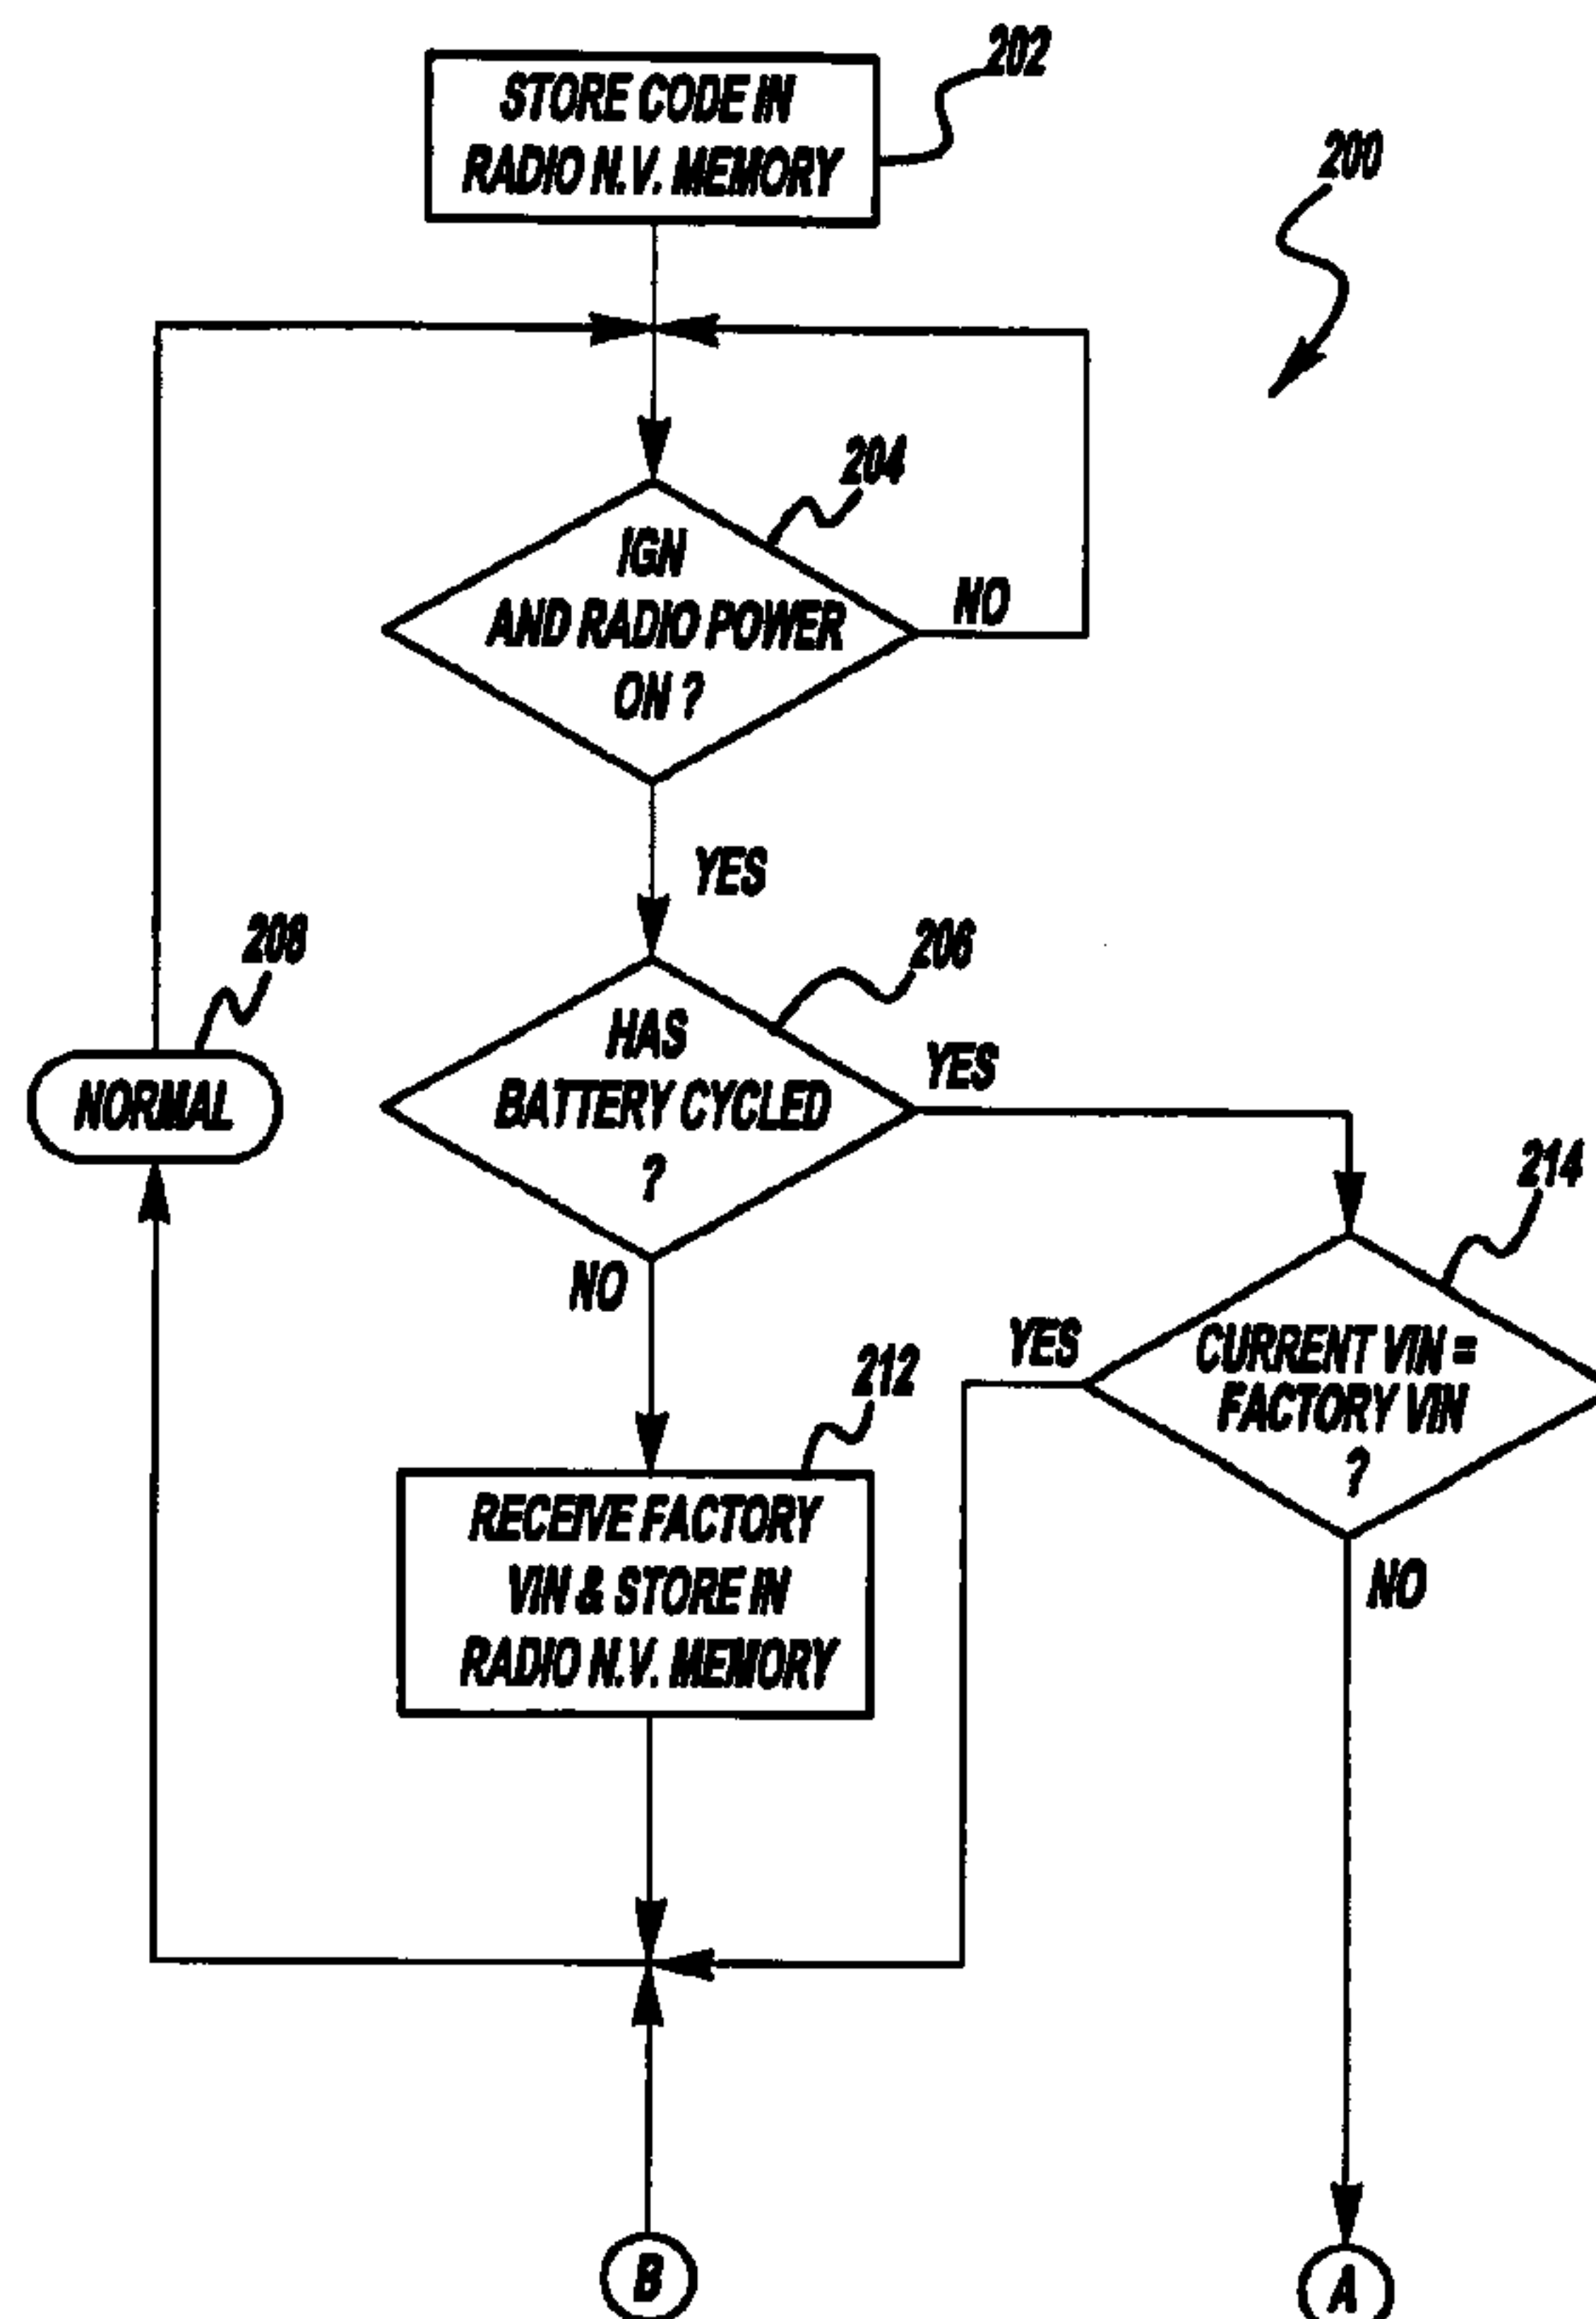 202
STORE CODE IN
RADIO N.V. MEMORY
200
204
IGN
AND RADIO POWER
ON ?
NO
YES
208
206
HAS
BATTERY CYCLED
?
YES
NORMAL
214
NO
212
YES
CURRENT VIN =
FACTORY VIN
?
RECEIVE FACTORY
VIN & STORE IN
RADIO N.V. MEMORY
NO
B
A